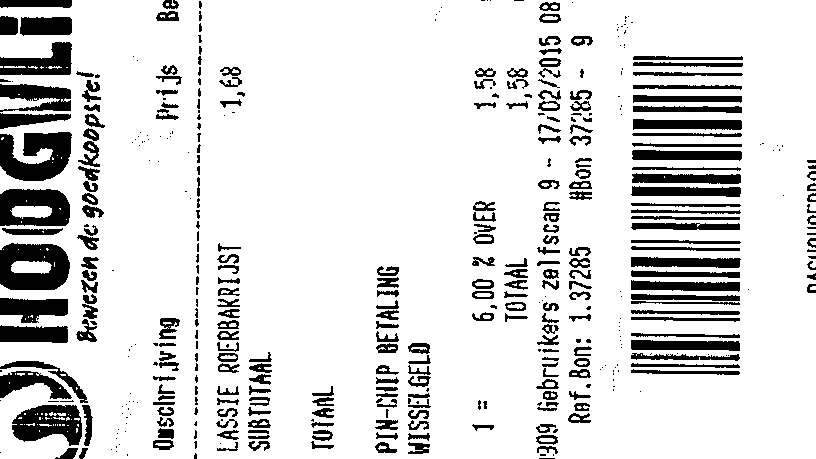 HOOGVLI
Bewezen de goedkoopste!
Omschrijving Prijs Be
LASSIE ROERBAKRIJST 1,68
SUBTOTAAL
TOTAAL
PIN-CHIP BETALING
WISSELGELD
1 = 6,00 % OVER 1,58
TOTAAL 1,58
0309 Gebruikers zelfscan 9 - 17/02/2015 08
Ref.Bon: 1.37285 #Bon 37285 - 9